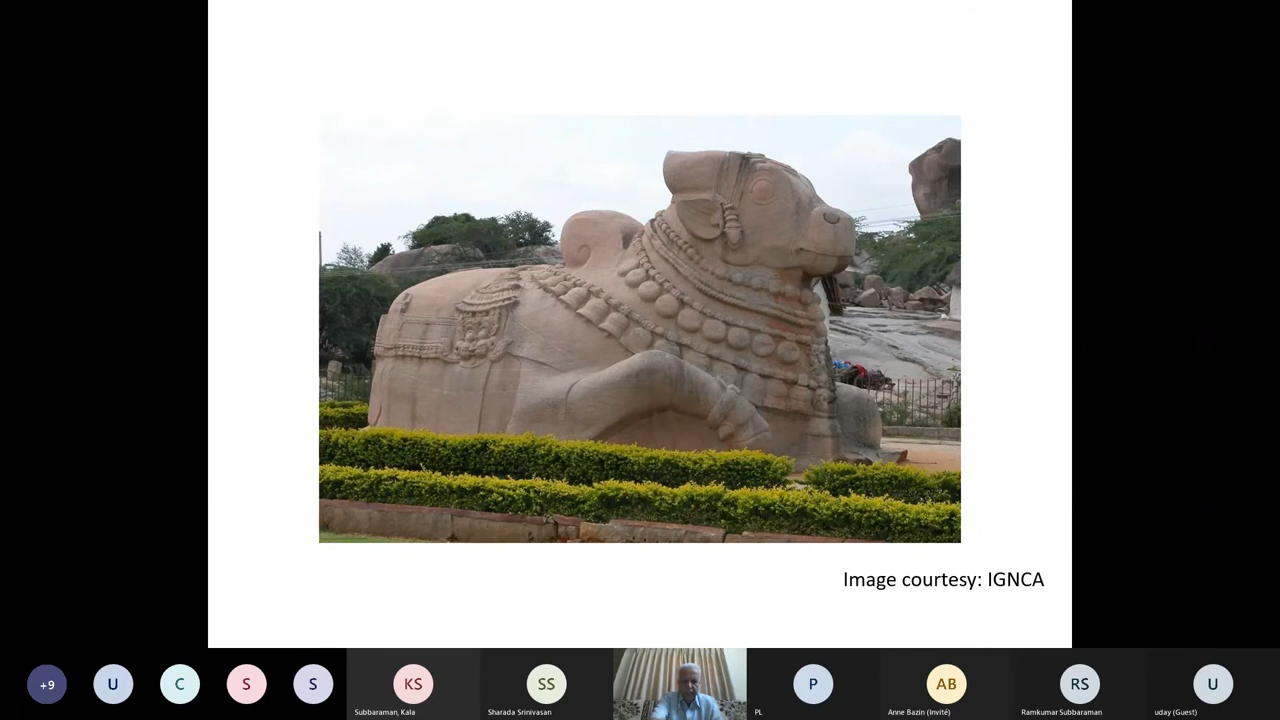 Image courtesy: IGNCA
+9
U
C
S
S
KS
SS
P
AB
RS
U
Subbaraman, Kala
Sharada Srinivasan
PL
Anne Bazin (Invité)
Ramkumar Subbaraman
uday (Guest)